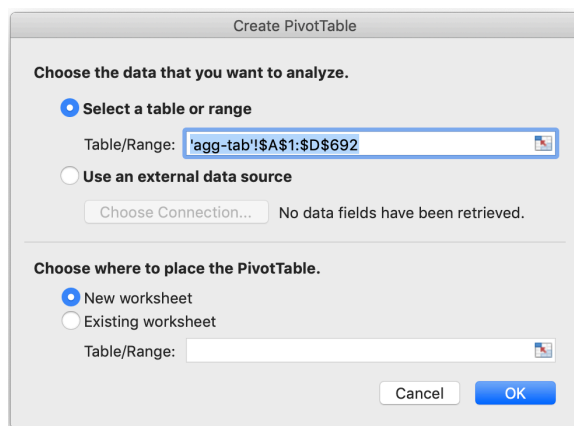 Create PivotTable
Choose the data that you want to analyze.
Select a table or range
Table/Range: 'agg-tab'!$A$1:$D$692
Use an external data source
Choose Connection... No data fields have been retrieved.
Choose where to place the PivotTable.
New worksheet
Existing worksheet
Table/Range:
Cancel OK